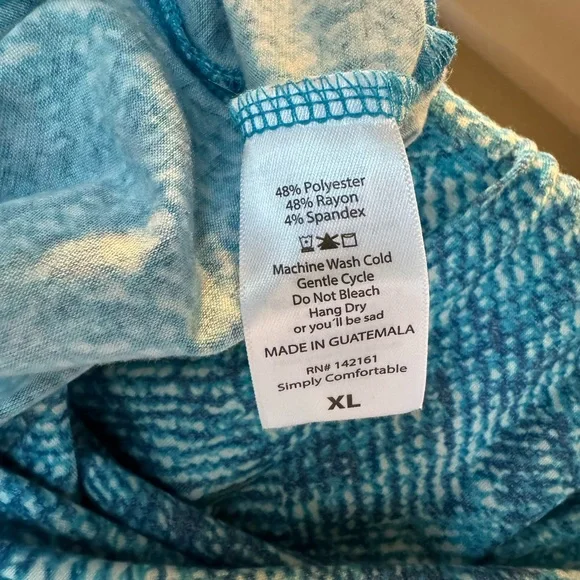 48% Polyester
48% Rayon
4% Spandex
Machine Wash Cold
Gentle Cycle
Do Not Bleach
Hang Dry
or you'll be sad
MADE IN GUATEMALA
RN# 142161
Simply Comfortable
XL